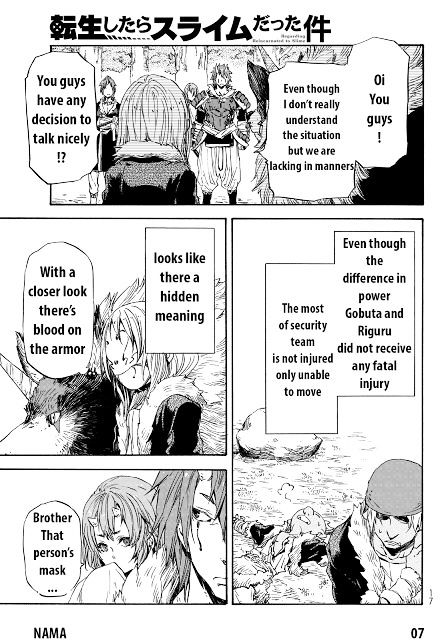 転生したらスライムだった件
Regarding
Reincarnated to Slime
Oi
You
guys
!
Even though
I don't really
understand
the situation
but we are
lacking in manners
You guys
have any
decision to
talk nicely
!?
Even though
the
difference in
power
Gobuta and
Riguru
did not receive
any fatal
injury
The most
of security
team
is not injured
only unable
to move
looks like
there a
hidden
meaning
With a
closer look
there's
blood on
the armor
Brother
That
person's
mask
...
17
NAMA
07